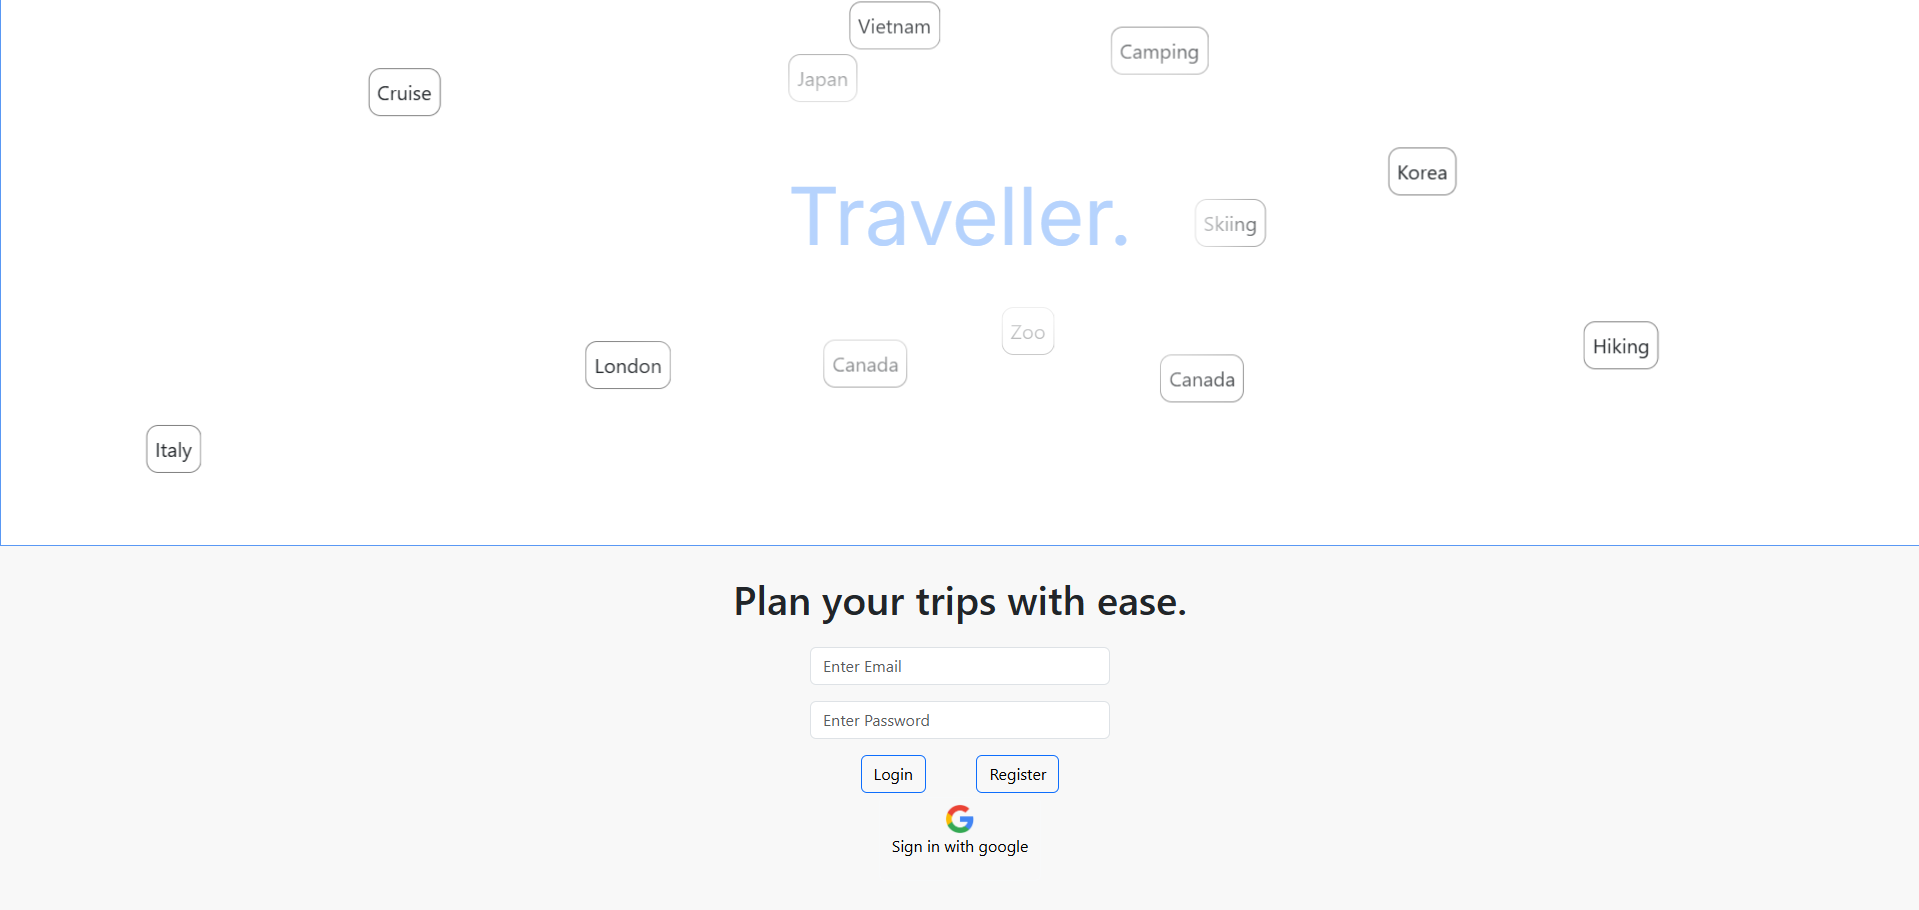 Vietnam
Camping
Japan
Cruise
Korea
Traveller.
Skiing
Zoo
Hiking
London
Canada
Canada
Italy
Plan your trips with ease.
Enter Email
Enter Password
Login
Register
Sign in with google